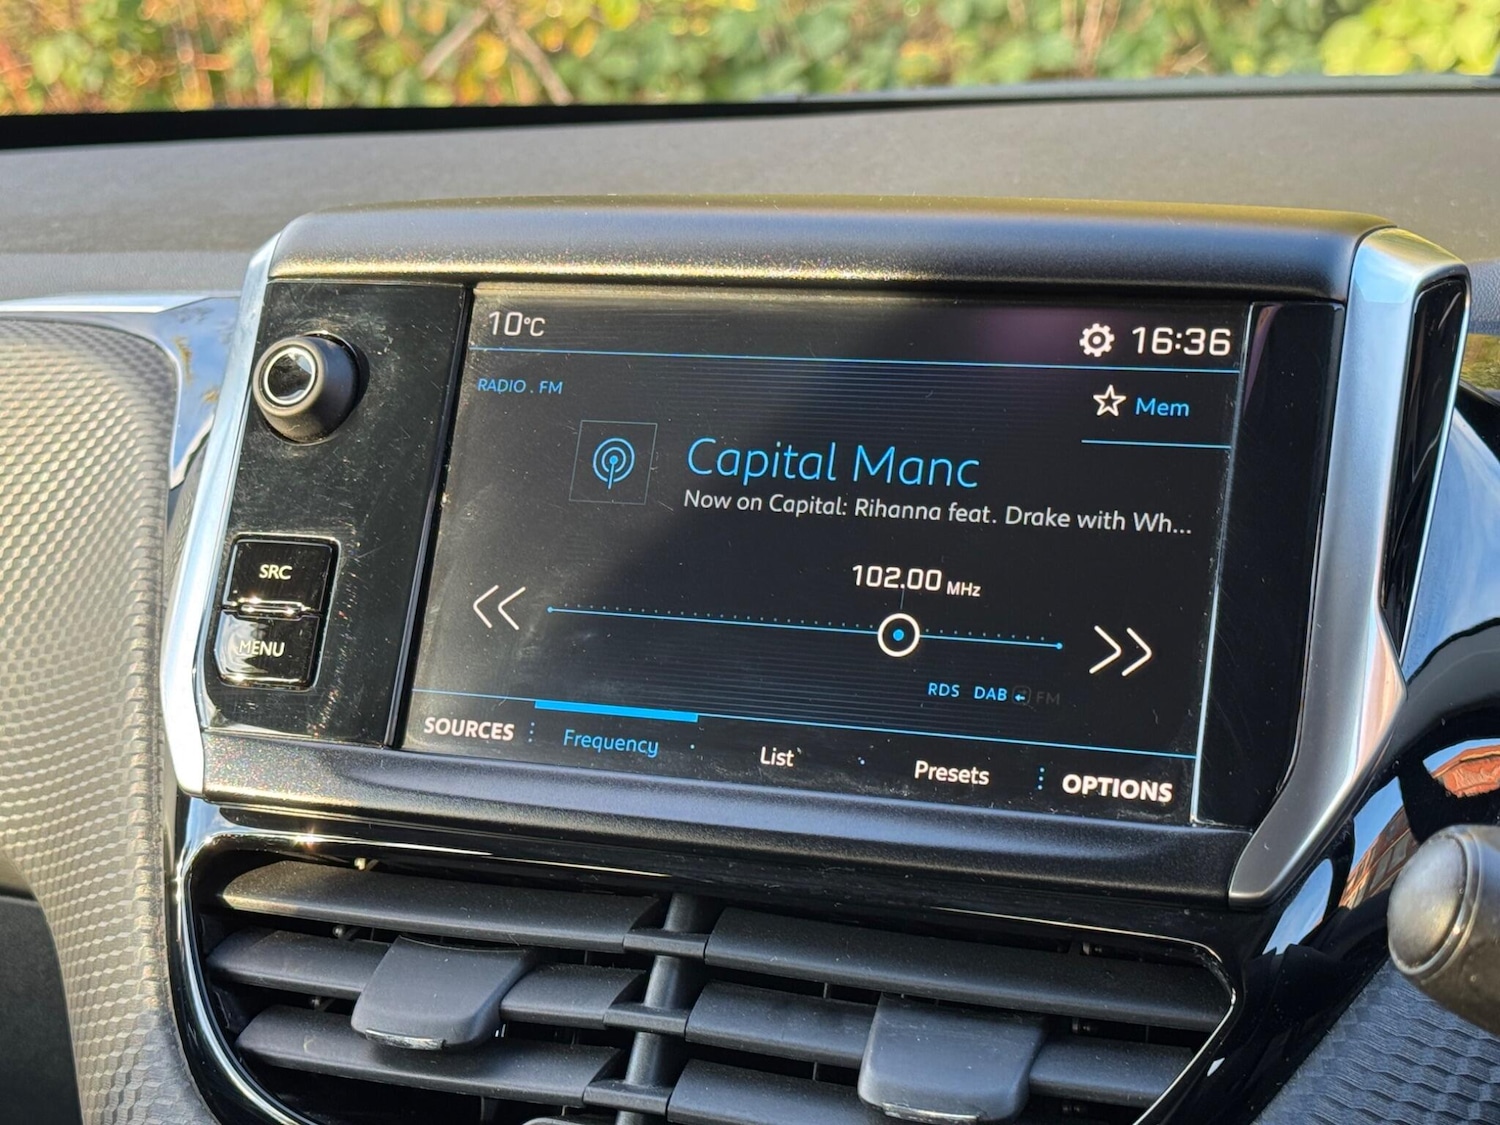 10°C
16:36
RADIO . FM
Mem
Capital Manc
Now on Capital: Rihanna feat. Drake with Wh...
102.00 MHz
RDS DAB FM
SOURCES Frequency List Presets OPTIONS
SRC
MENU